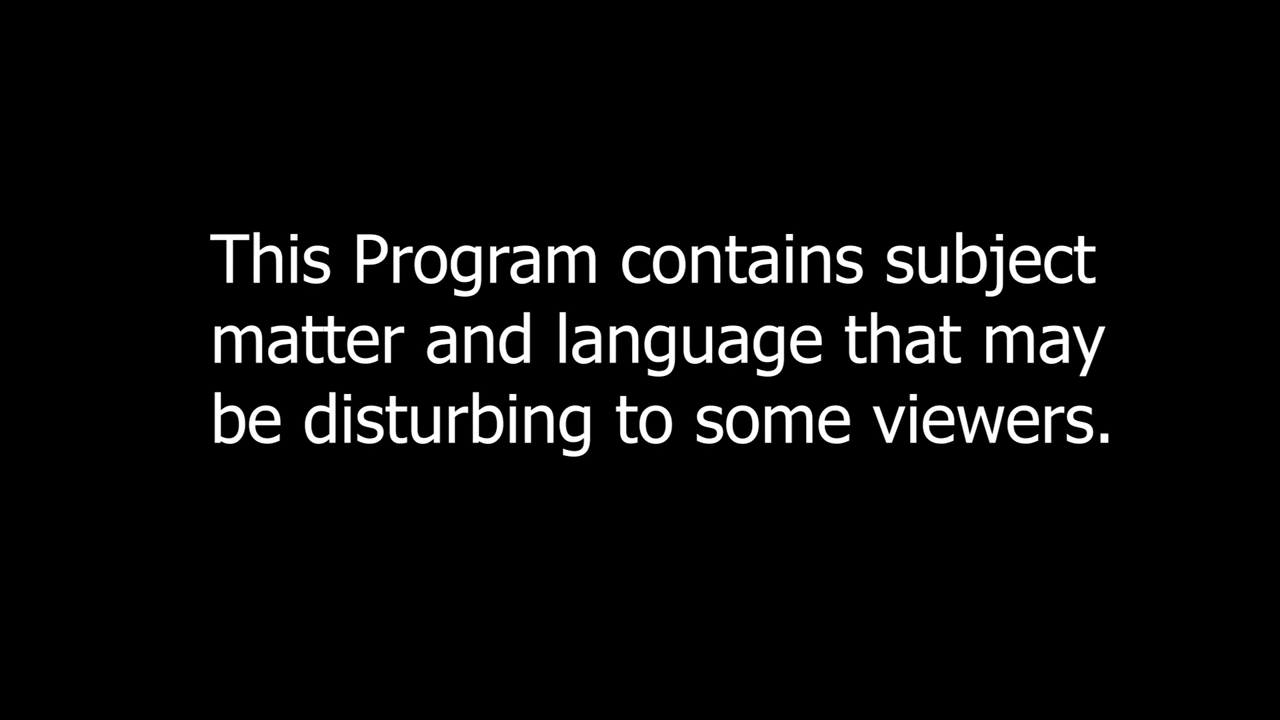 This Program contains subject
matter and language that may
be disturbing to some viewers.